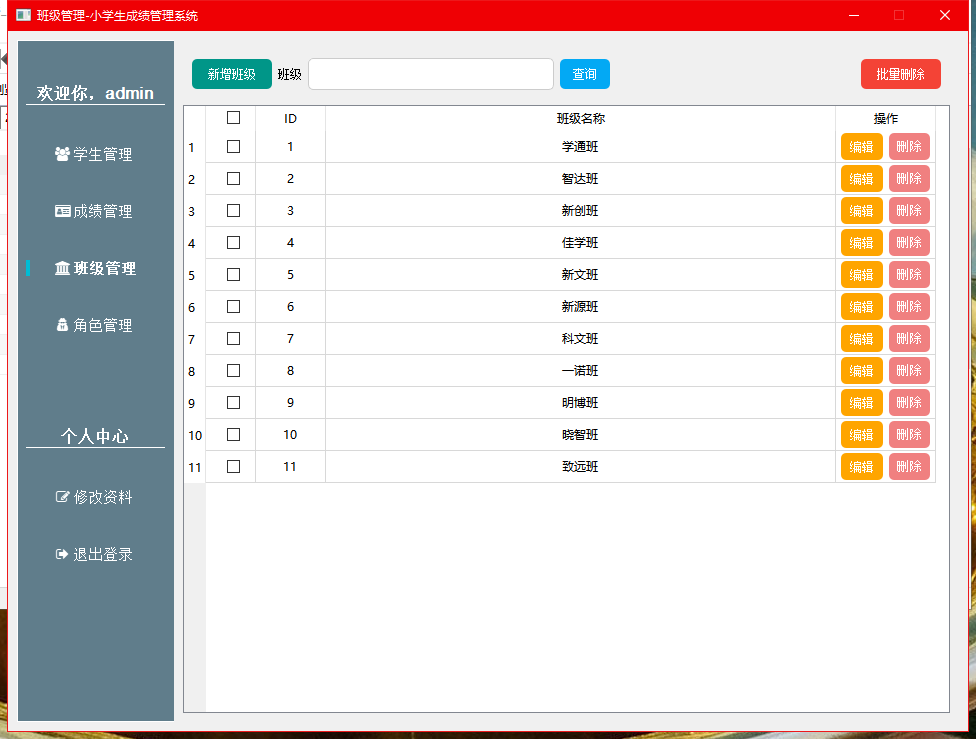 班级管理-小学生成绩管理系统
欢迎你，admin
学生管理
成绩管理
班级管理
角色管理
个人中心
修改资料
退出登录
新增班级 班级 查询 批量删除
ID 班级名称 操作
1 1 学通班 编辑 删除
2 2 智达班 编辑 删除
3 3 新创班 编辑 删除
4 4 佳学班 编辑 删除
5 5 新文班 编辑 删除
6 6 新源班 编辑 删除
7 7 科文班 编辑 删除
8 8 一诺班 编辑 删除
9 9 明博班 编辑 删除
10 10 晓智班 编辑 删除
11 11 致远班 编辑 删除